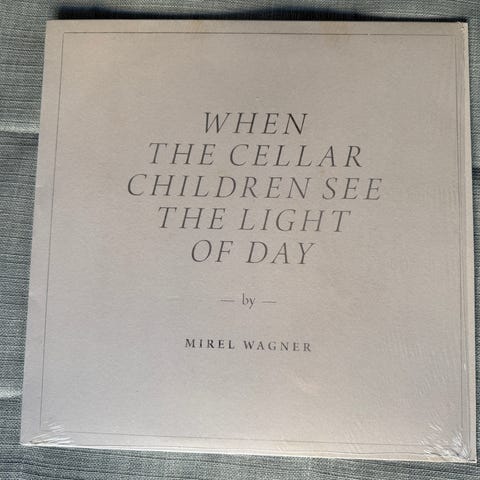 WHEN
THE CELLAR
CHILDREN SEE
THE LIGHT
OF DAY
— by —
MIREL WAGNER